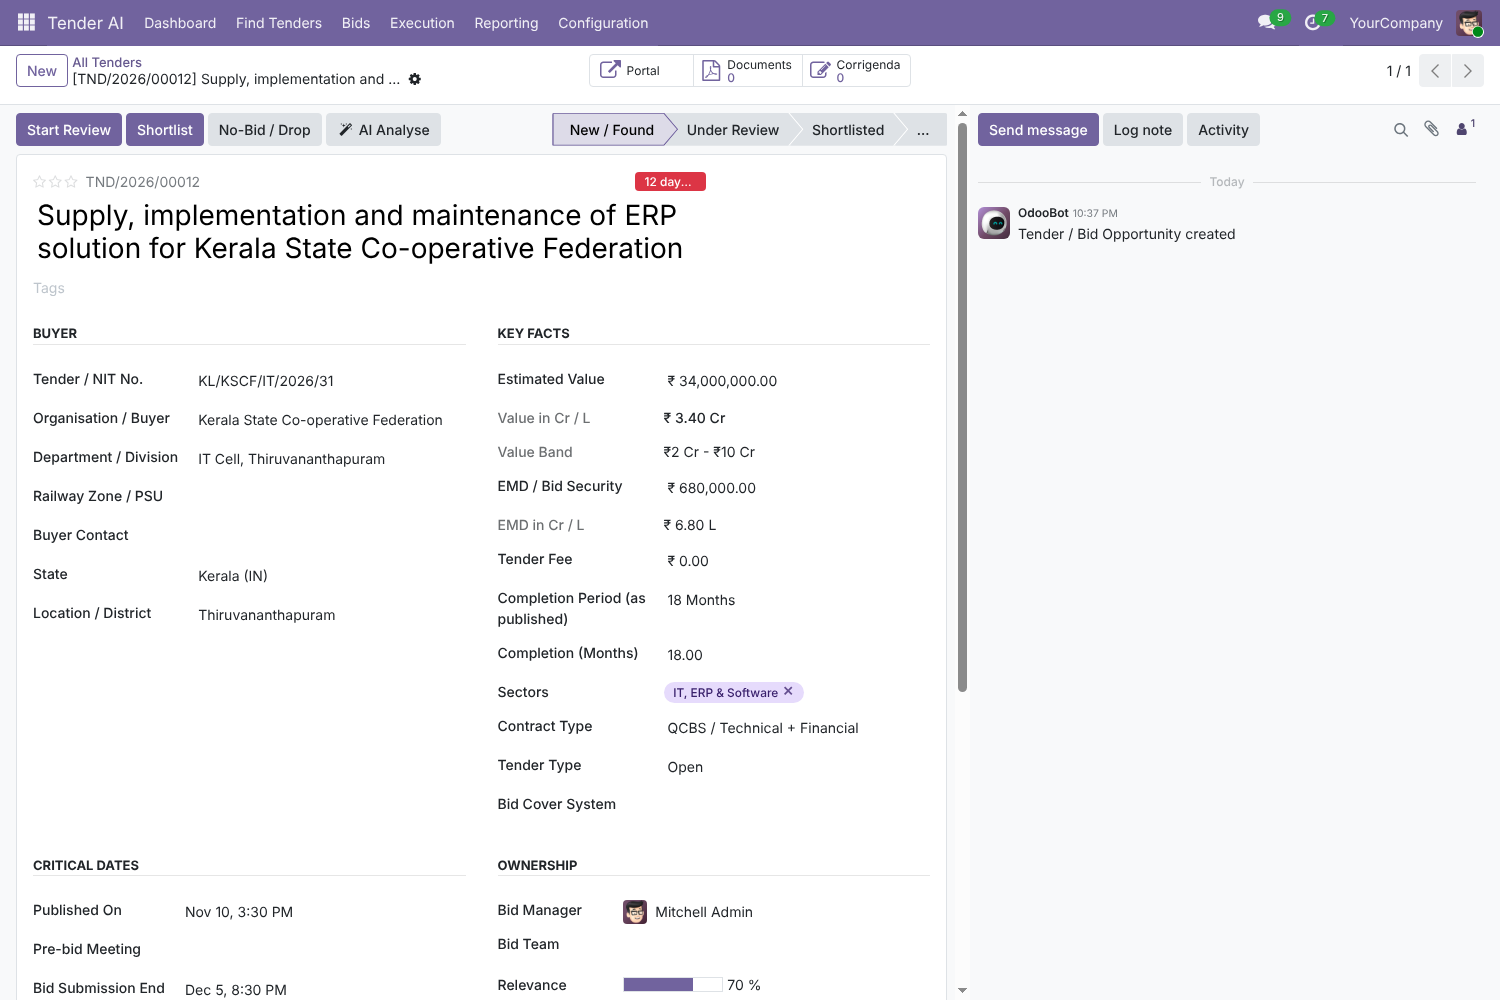 Tender AI Dashboard Find Tenders Bids Execution Reporting Configuration 9 7 YourCompany
New All Tenders
[TND/2026/00012] Supply, implementation and ...
Portal
Documents
0
Corrigenda
0
1 / 1
Start Review Shortlist No-Bid / Drop AI Analyse
New / Found Under Review Shortlisted ...
Send message Log note Activity 1
TND/2026/00012
12 day...
Supply, implementation and maintenance of ERP
solution for Kerala State Co-operative Federation
Tags
BUYER
Tender / NIT No. KL/KSCF/IT/2026/31
Organisation / Buyer Kerala State Co-operative Federation
Department / Division IT Cell, Thiruvananthapuram
Railway Zone / PSU
Buyer Contact
State Kerala (IN)
Location / District Thiruvananthapuram
KEY FACTS
Estimated Value ₹ 34,000,000.00
Value in Cr / L ₹ 3.40 Cr
Value Band ₹2 Cr - ₹10 Cr
EMD / Bid Security ₹ 680,000.00
EMD in Cr / L ₹ 6.80 L
Tender Fee ₹ 0.00
Completion Period (as
published) 18 Months
Completion (Months) 18.00
Sectors IT, ERP & Software
Contract Type QCBS / Technical + Financial
Tender Type Open
Bid Cover System
CRITICAL DATES
Published On Nov 10, 3:30 PM
Pre-bid Meeting
Bid Submission End Dec 5, 8:30 PM
OWNERSHIP
Bid Manager Mitchell Admin
Bid Team
Relevance 70 %
Today
OdooBot 10:37 PM
Tender / Bid Opportunity created